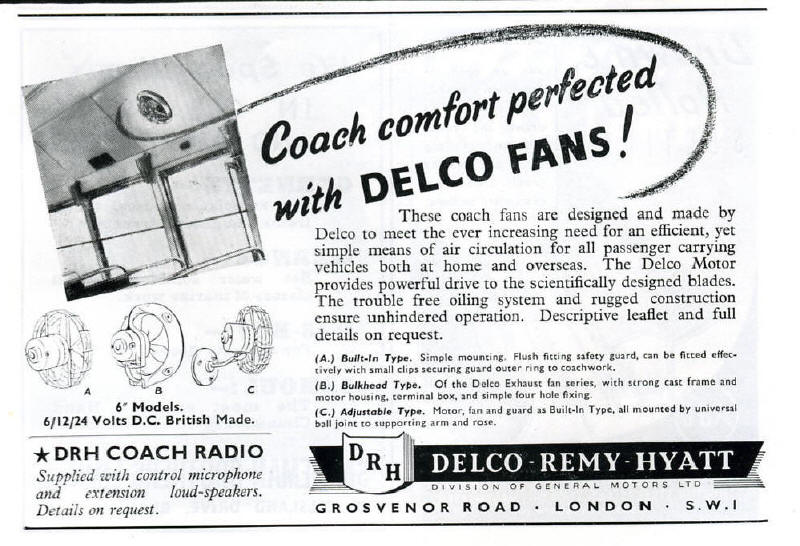 Coach comfort perfected
with DELCO FANS!
These coach fans are designed and made by
Delco to meet the ever increasing need for an efficient, yet
simple means of air circulation for all passenger carrying
vehicles both at home and overseas. The Delco Motor
provides powerful drive to the scientifically designed blades.
The trouble free oiling system and rugged construction
ensure unhindered operation. Descriptive leaflet and full
details on request.
(A.) Built-In Type. Simple mounting. Flush fitting safety guard, can be fitted effec-
tively with small clips securing guard outer ring to coachwork.
(B.) Bulkhead Type. Of the Delco Exhaust fan series, with strong cast frame and
motor housing, terminal box, and simple four hole fixing.
(C.) Adjustable Type. Motor, fan and guard as Built-In Type, all mounted by universal
ball joint to supporting arm and rose.
A
B
C
6" Models.
6/12/24 Volts D.C. British Made.
★ DRH COACH RADIO
Supplied with control microphone
and extension loud-speakers.
Details on request.
DRH
DELCO-REMY-HYATT
DIVISION OF GENERAL MOTORS LTD
GROSVENOR ROAD · LONDON · S.W.1